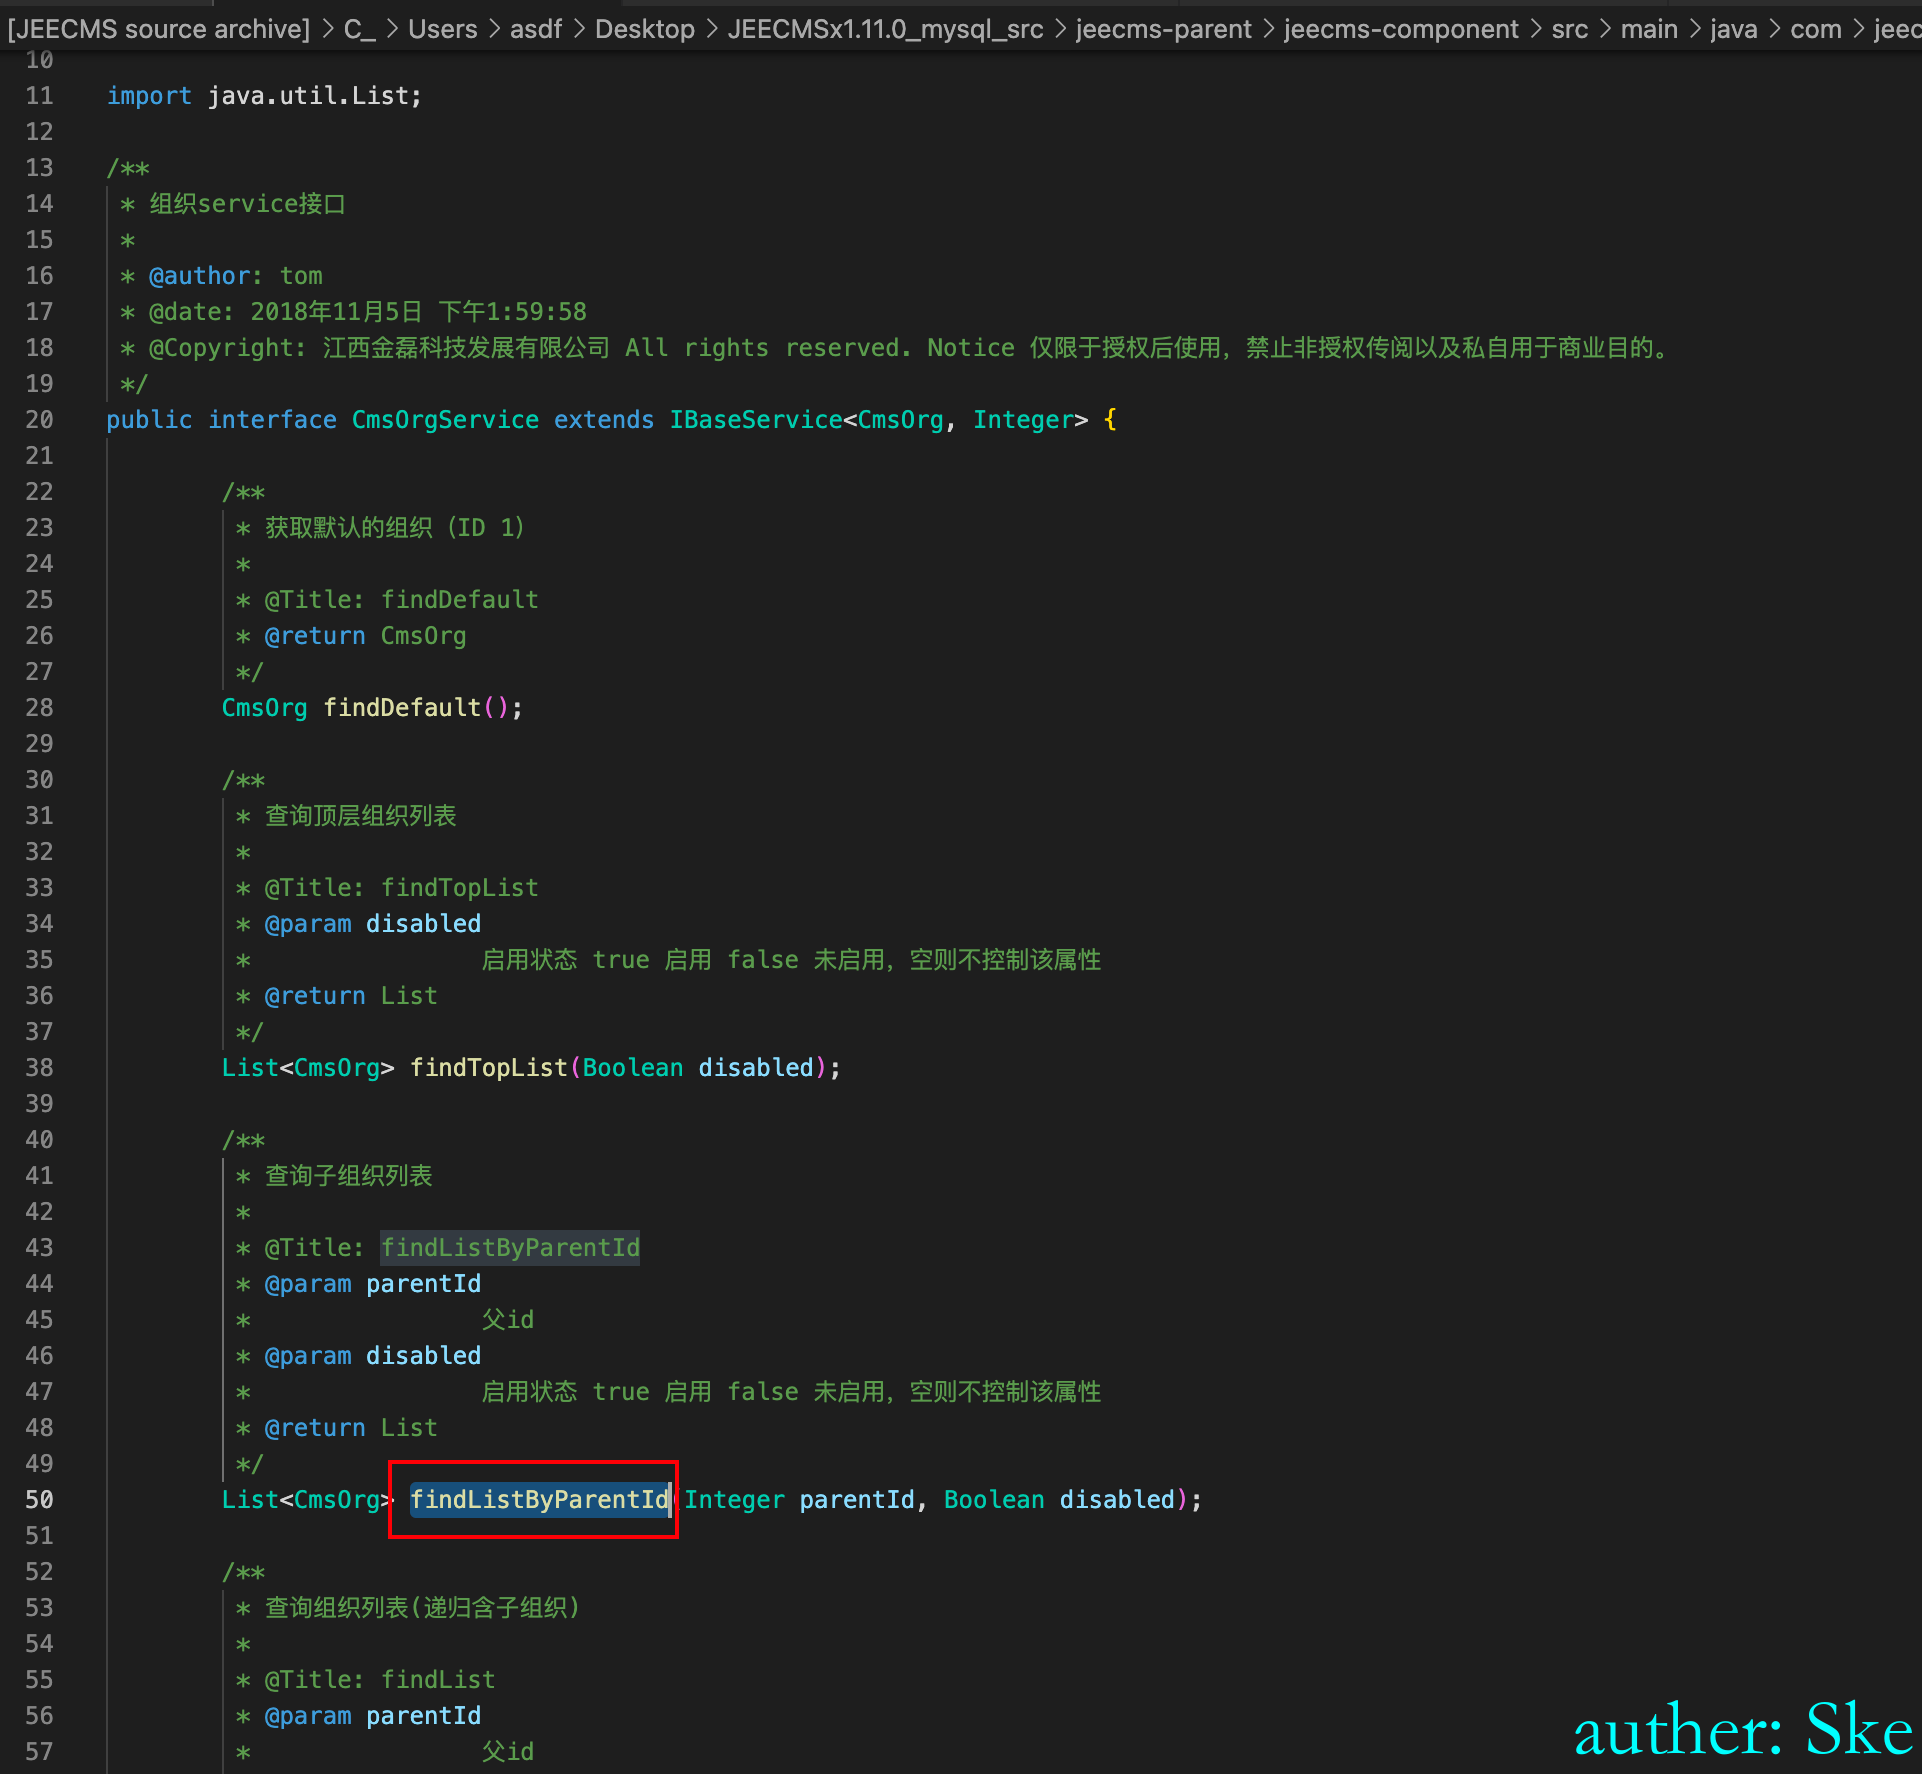 [JEECMS source archive] > C_ > Users > asdf > Desktop > JEECMSx1.11.0_mysql_src > jeecms-parent > jeecms-component > src > main > java > com > jeec
10
11 import java.util.List;
12
13 /**
14 * 组织service接口
15 *
16 * @author: tom
17 * @date: 2018年11月5日 下午1:59:58
18 * @Copyright: 江西金磊科技发展有限公司 All rights reserved. Notice 仅限于授权后使用，禁止非授权传阅以及私自用于商业目的。
19 */
20 public interface CmsOrgService extends IBaseService<CmsOrg, Integer> {
21
22 /**
23 * 获取默认的组织（ID 1）
24 *
25 * @Title: findDefault
26 * @return CmsOrg
27 */
28 CmsOrg findDefault();
29
30 /**
31 * 查询顶层组织列表
32 *
33 * @Title: findTopList
34 * @param disabled
35 * 启用状态 true 启用 false 未启用，空则不控制该属性
36 * @return List
37 */
38 List<CmsOrg> findTopList(Boolean disabled);
39
40 /**
41 * 查询子组织列表
42 *
43 * @Title: findListByParentId
44 * @param parentId
45 * 父id
46 * @param disabled
47 * 启用状态 true 启用 false 未启用，空则不控制该属性
48 * @return List
49 */
50 List<CmsOrg> findListByParentId(Integer parentId, Boolean disabled);
51
52 /**
53 * 查询组织列表(递归含子组织)
54 *
55 * @Title: findList
56 * @param parentId
57 * 父id
auther: Ske